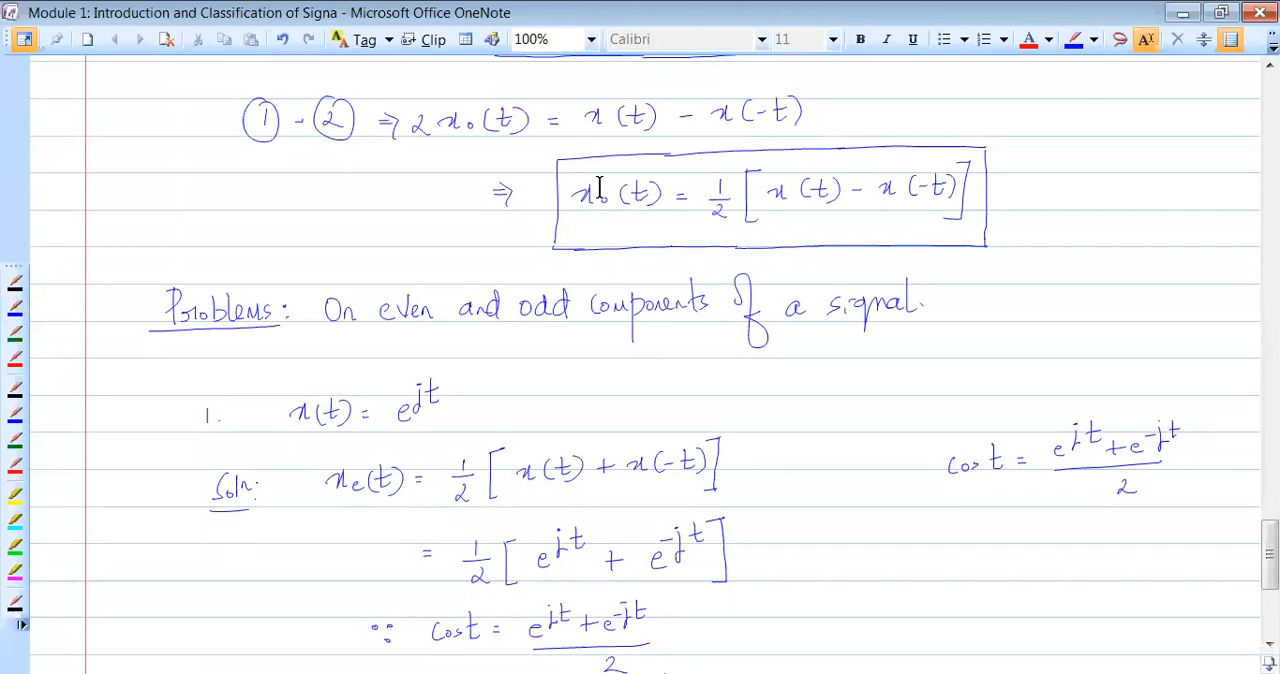 Module 1: Introduction and Classification of Signa - Microsoft Office OneNote
Tag Clip 100% Calibri 11 B I U A A
① - ② ⇒ 2 x₀(t) = x(t) - x(-t)
⇒ x₀(t) = 1/2 [ x(t) - x(-t) ]
Problems: On even and odd components of a signal.
1. x(t) = e^{jt}
Soln: xe(t) = 1/2 [ x(t) + x(-t) ]
cos t = (e^{jt} + e^{-jt})/2
= 1/2 [ e^{jt} + e^{-jt} ]
∵ cos t = (e^{jt} + e^{-jt})/2